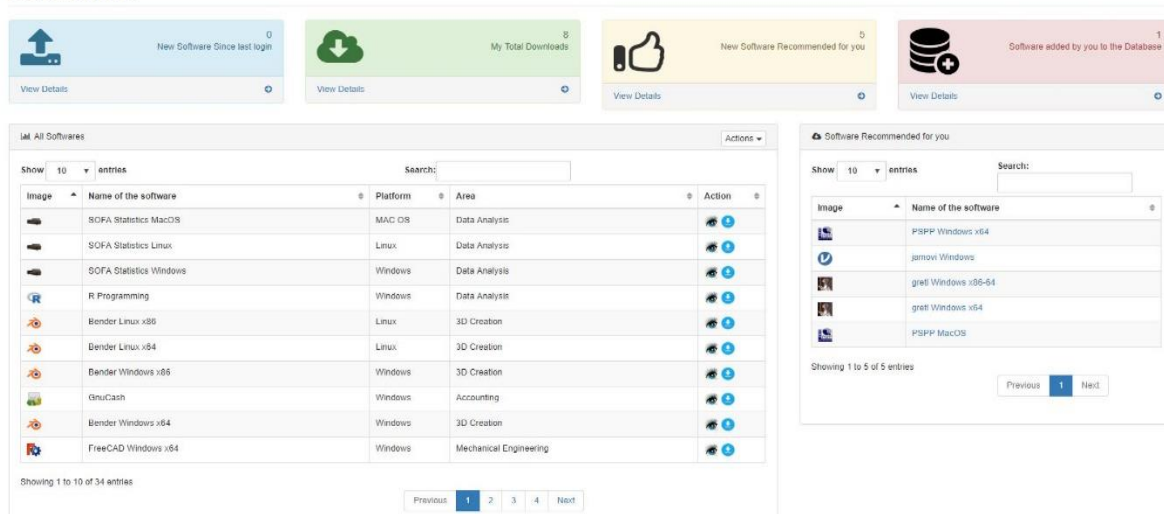 0
New Software Since last login
View Details
8
My Total Downloads
View Details
5
New Software Recommended for you
View Details
1
Software added by you to the Database
View Details
All Softwares
Actions
Show 10 entries
Search:
Image Name of the software Platform Area Action
SOFA Statistics MacOS MAC OS Data Analysis
SOFA Statistics Linux Linux Data Analysis
SOFA Statistics Windows Windows Data Analysis
R Programming Windows Data Analysis
Bender Linux x86 Linux 3D Creation
Bender Linux x64 Linux 3D Creation
Bender Windows x86 Windows 3D Creation
GnuCash Windows Accounting
Bender Windows x64 Windows 3D Creation
FreeCAD Windows x64 Windows Mechanical Engineering
Showing 1 to 10 of 34 entries
Previous 1 2 3 4 Next
Software Recommended for you
Show 10 entries
Search:
Image Name of the software
PSPP Windows x64
jamovi Windows
gretl Windows x86-64
gretl Windows x64
PSPP MacOS
Showing 1 to 5 of 5 entries
Previous 1 Next